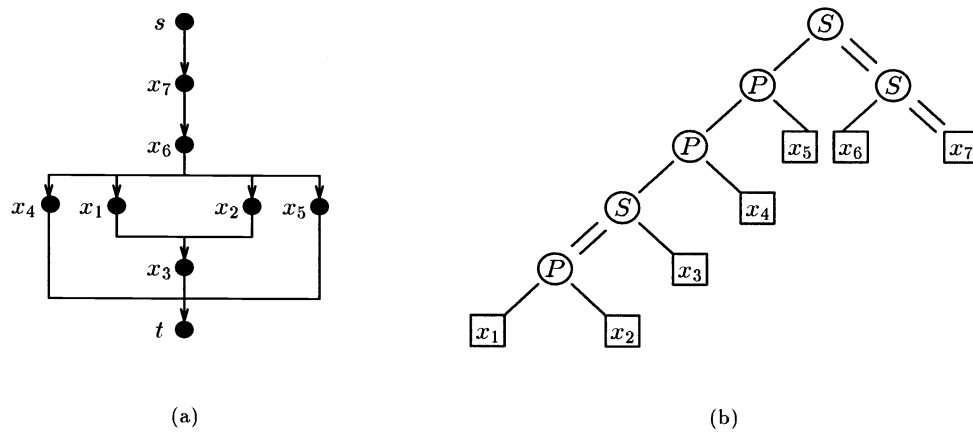 s
x₇
x₆
x₄ x₁ x₂ x₅
x₃
t
(a)
S
P S
P x₅ x₆ x₇
S x₄
P x₃
x₁ x₂
(b)